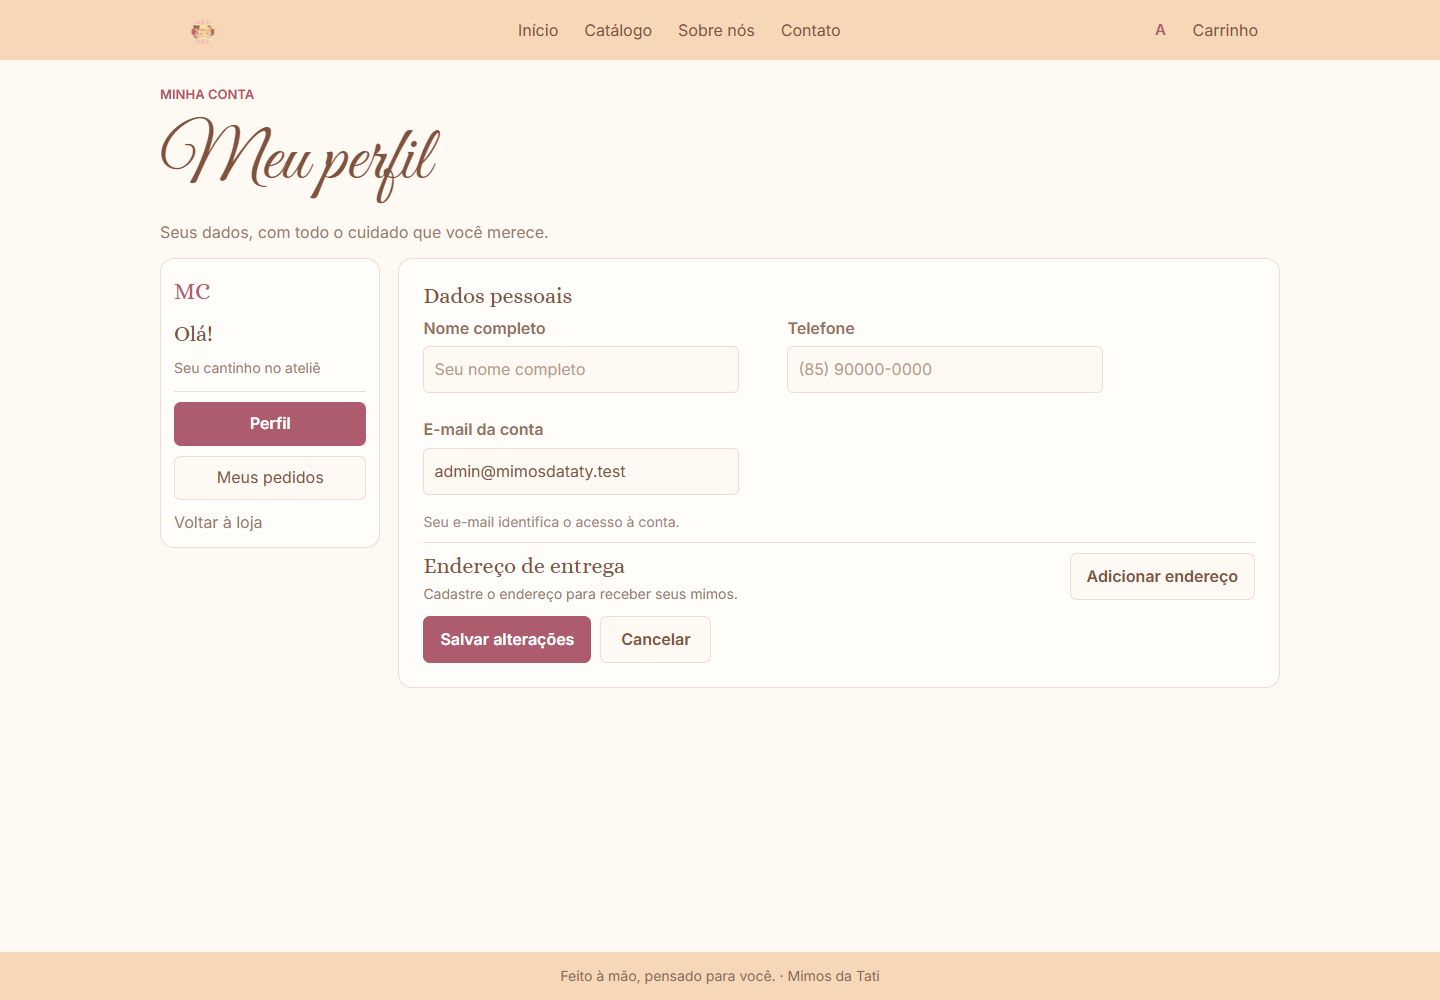 Início Catálogo Sobre nós Contato A Carrinho
MINHA CONTA
Meu perfil
Seus dados, com todo o cuidado que você merece.
MC
Olá!
Seu cantinho no ateliê
Perfil
Meus pedidos
Voltar à loja
Dados pessoais
Nome completo Telefone
Seu nome completo (85) 90000-0000
E-mail da conta
admin@mimosdataty.test
Seu e-mail identifica o acesso à conta.
Endereço de entrega Adicionar endereço
Cadastre o endereço para receber seus mimos.
Salvar alterações Cancelar
Feito à mão, pensado para você. · Mimos da Tati